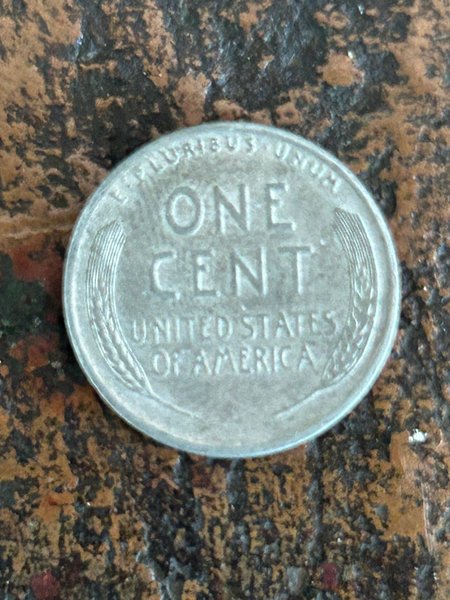 E·PLURIBUS·UNUM
ONE
CENT
UNITED STATES
OF AMERICA